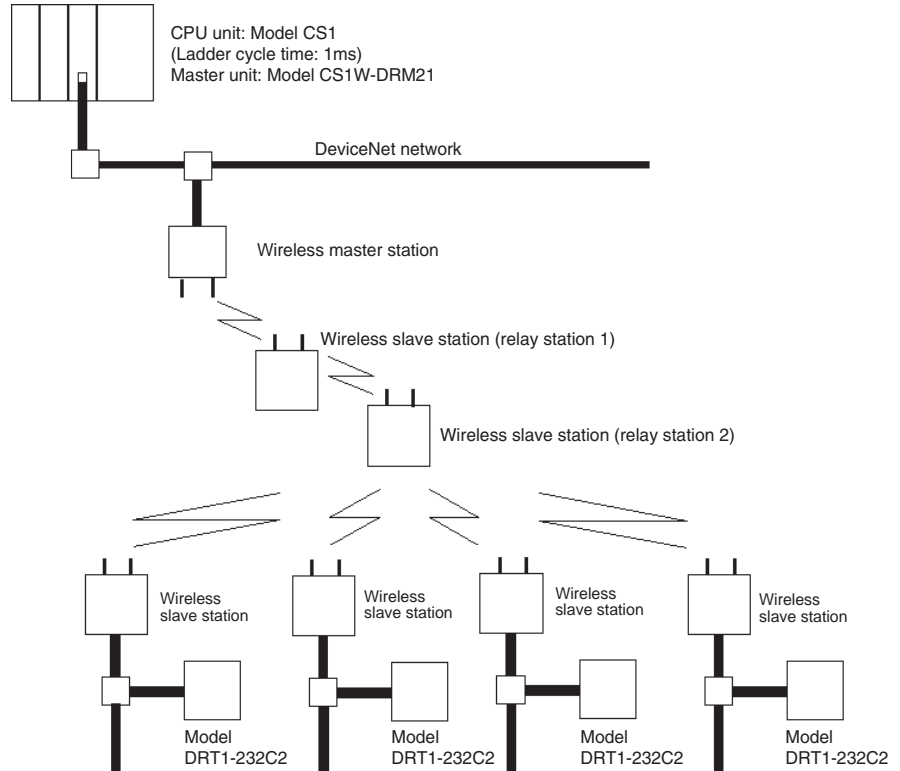 CPU unit: Model CS1
(Ladder cycle time: 1ms)
Master unit: Model CS1W-DRM21
DeviceNet network
Wireless master station
Wireless slave station (relay station 1)
Wireless slave station (relay station 2)
Wireless
slave station
Wireless
slave station
Wireless
slave station
Wireless
slave station
Model
DRT1-232C2
Model
DRT1-232C2
Model
DRT1-232C2
Model
DRT1-232C2